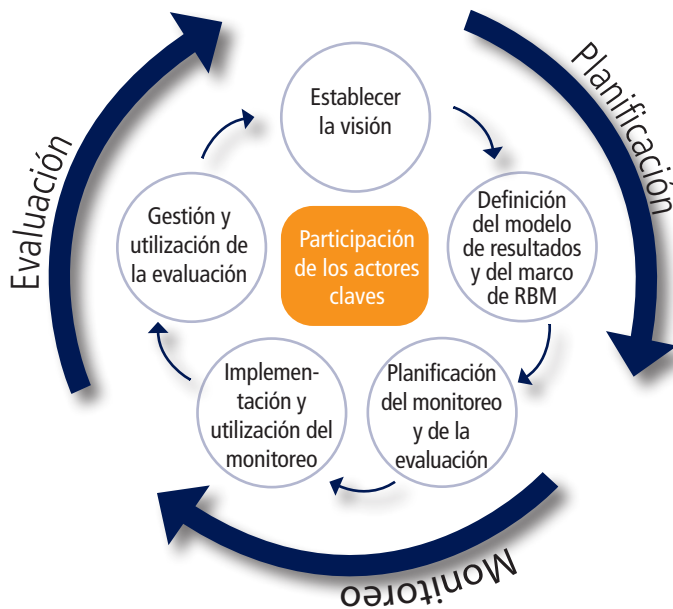 Planificación
Evaluación
Establecer
la visión
Definición
del modelo
de resultados
y del marco
de RBM
Gestión y
utilización de
la evaluación
Participación
de los actores
claves
Implemen-
tación y
utilización del
monitoreo
Planificación
del monitoreo
y de la
evaluación
Monitoreo